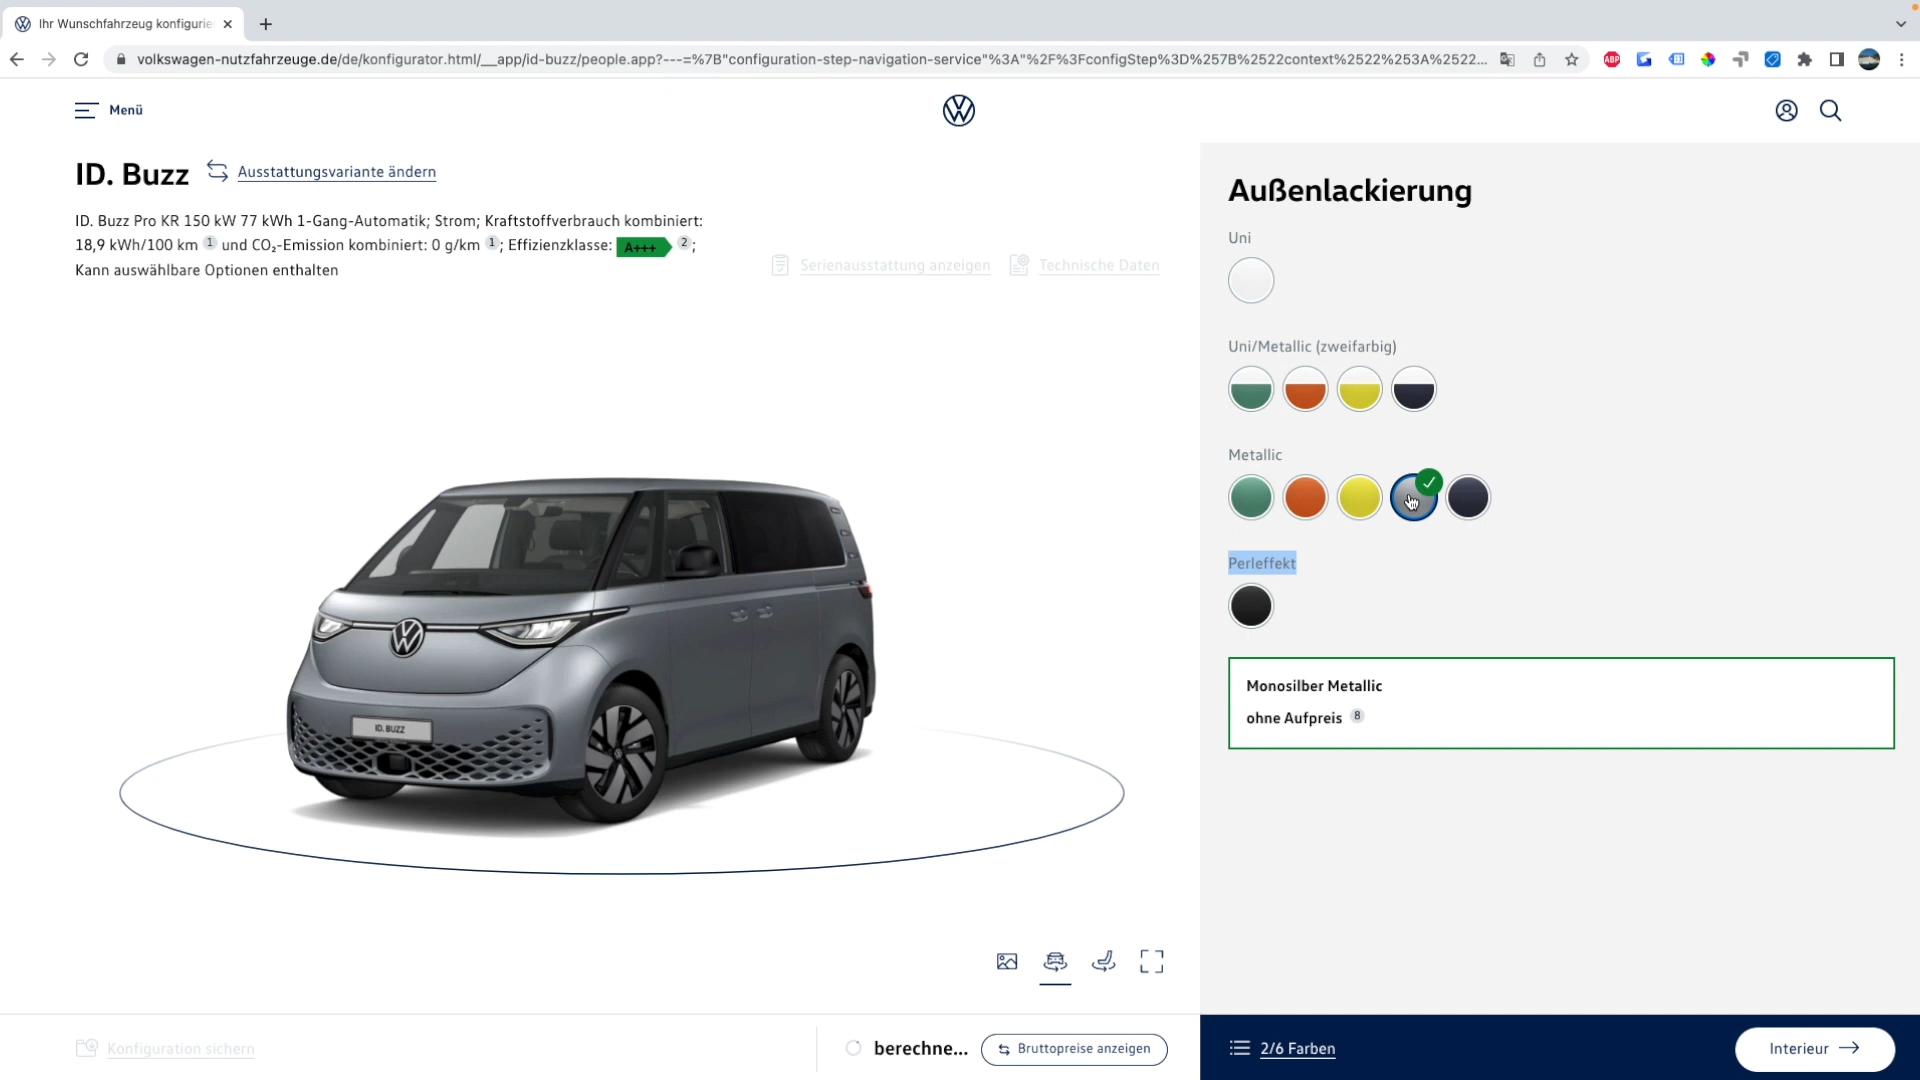 Ihr Wunschfahrzeug konfigurie
volkswagen-nutzfahrzeuge.de/de/konfigurator.html/__app/id-buzz/people.app?---=%7B"configuration-step-navigation-service"%3A"%2F%3FconfigStep%3D%257B%2522context%2522%253A%2522...
ABP
Menü
ID. Buzz
Ausstattungsvariante ändern
ID. Buzz Pro KR 150 kW 77 kWh 1-Gang-Automatik; Strom; Kraftstoffverbrauch kombiniert:
18,9 kWh/100 km 1 und CO₂-Emission kombiniert: 0 g/km 1; Effizienzklasse: A+++ 2;
Kann auswählbare Optionen enthalten
Serienausstattung anzeigen
Technische Daten
ID. BUZZ
Außenlackierung
Uni
Uni/Metallic (zweifarbig)
Metallic
Perleffekt
Monosilber Metallic
ohne Aufpreis 8
Konfiguration sichern
berechne...
Bruttopreise anzeigen
2/6 Farben
Interieur